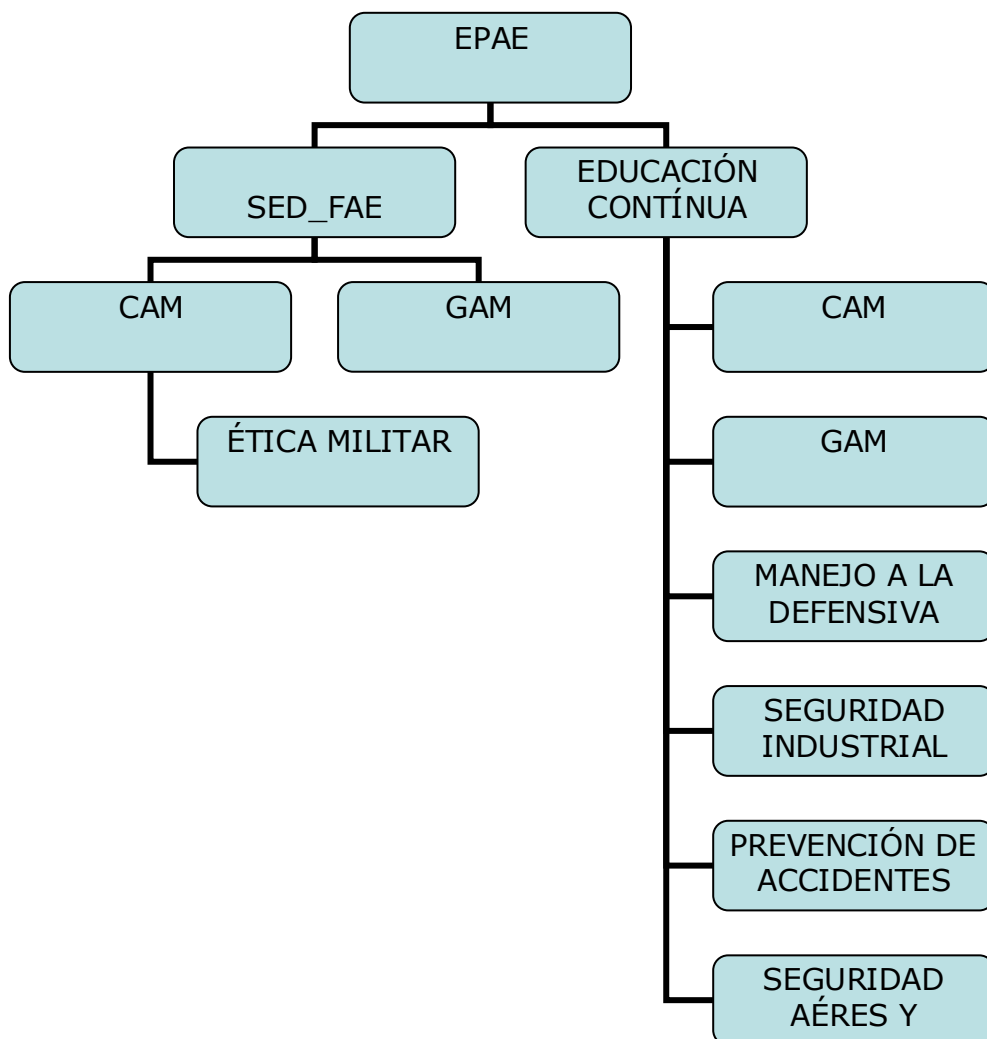 EPAE
SED_FAE
EDUCACIÓN
CONTÍNUA
CAM
GAM
CAM
ÉTICA MILITAR
GAM
MANEJO A LA
DEFENSIVA
SEGURIDAD
INDUSTRIAL
PREVENCIÓN DE
ACCIDENTES
SEGURIDAD
AÉRES Y